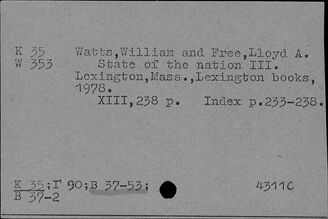 K 35 Watts,William and Free,Lloyd A.
W 353 State of the nation III.
Lexington,Mass.,Lexington books,
1978.
XIII,238 p. Index p.233-238.
K 35;Г 90;B 37-53; 4311C
B 37-2